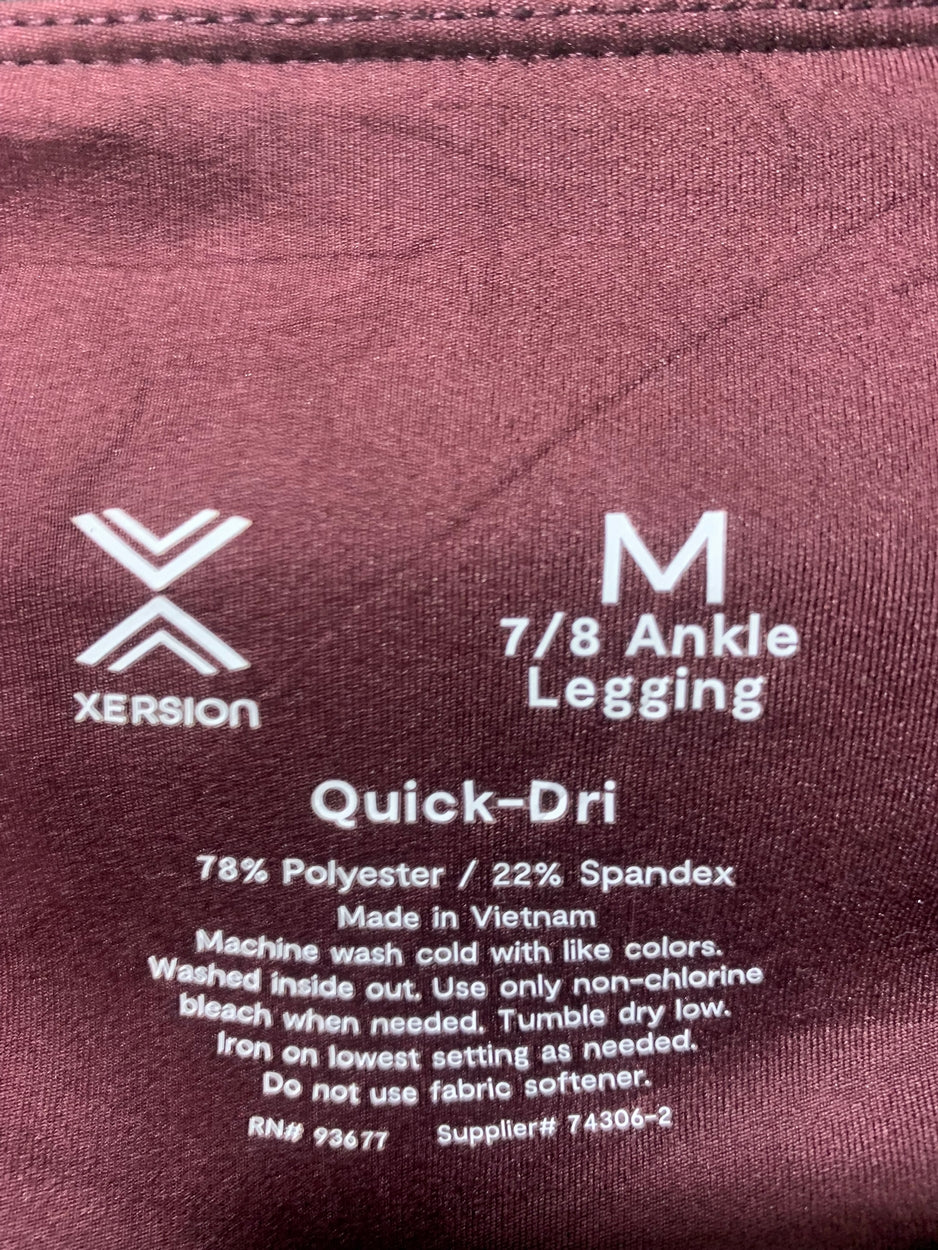 XERSION
M
7/8 Ankle
Legging
Quick-Dri
78% Polyester / 22% Spandex
Made in Vietnam
Machine wash cold with like colors.
Washed inside out. Use only non-chlorine
bleach when needed. Tumble dry low.
Iron on lowest setting as needed.
Do not use fabric softener.
RN# 93677 Supplier# 74306-2